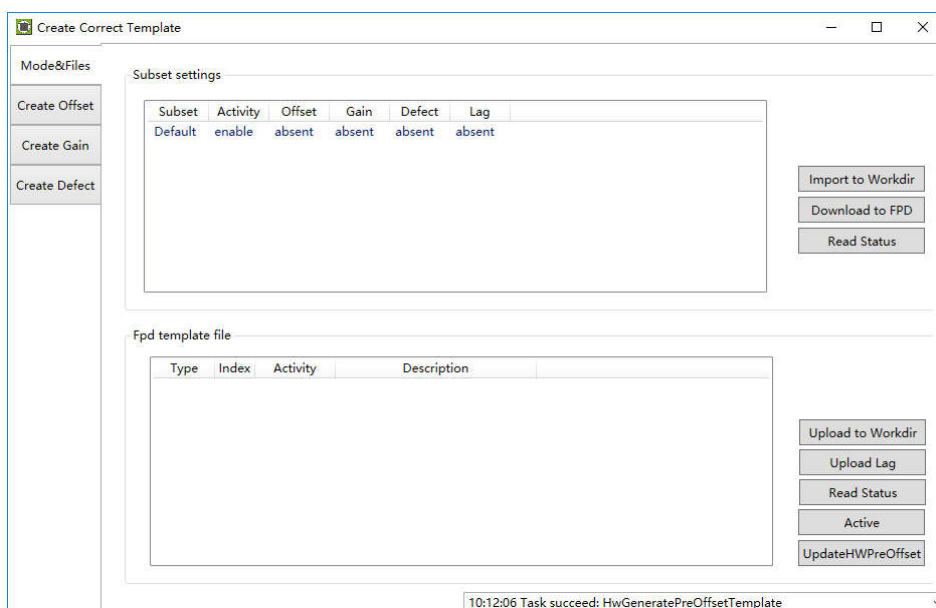 Create Correct Template
Mode&Files
Create Offset
Create Gain
Create Defect
Subset settings
Subset Activity Offset Gain Defect Lag
Default enable absent absent absent absent
Import to Workdir
Download to FPD
Read Status
Fpd template file
Type Index Activity Description
Upload to Workdir
Upload Lag
Read Status
Active
UpdateHWPreOffset
10:12:06 Task succeed: HwGeneratePreOffsetTemplate